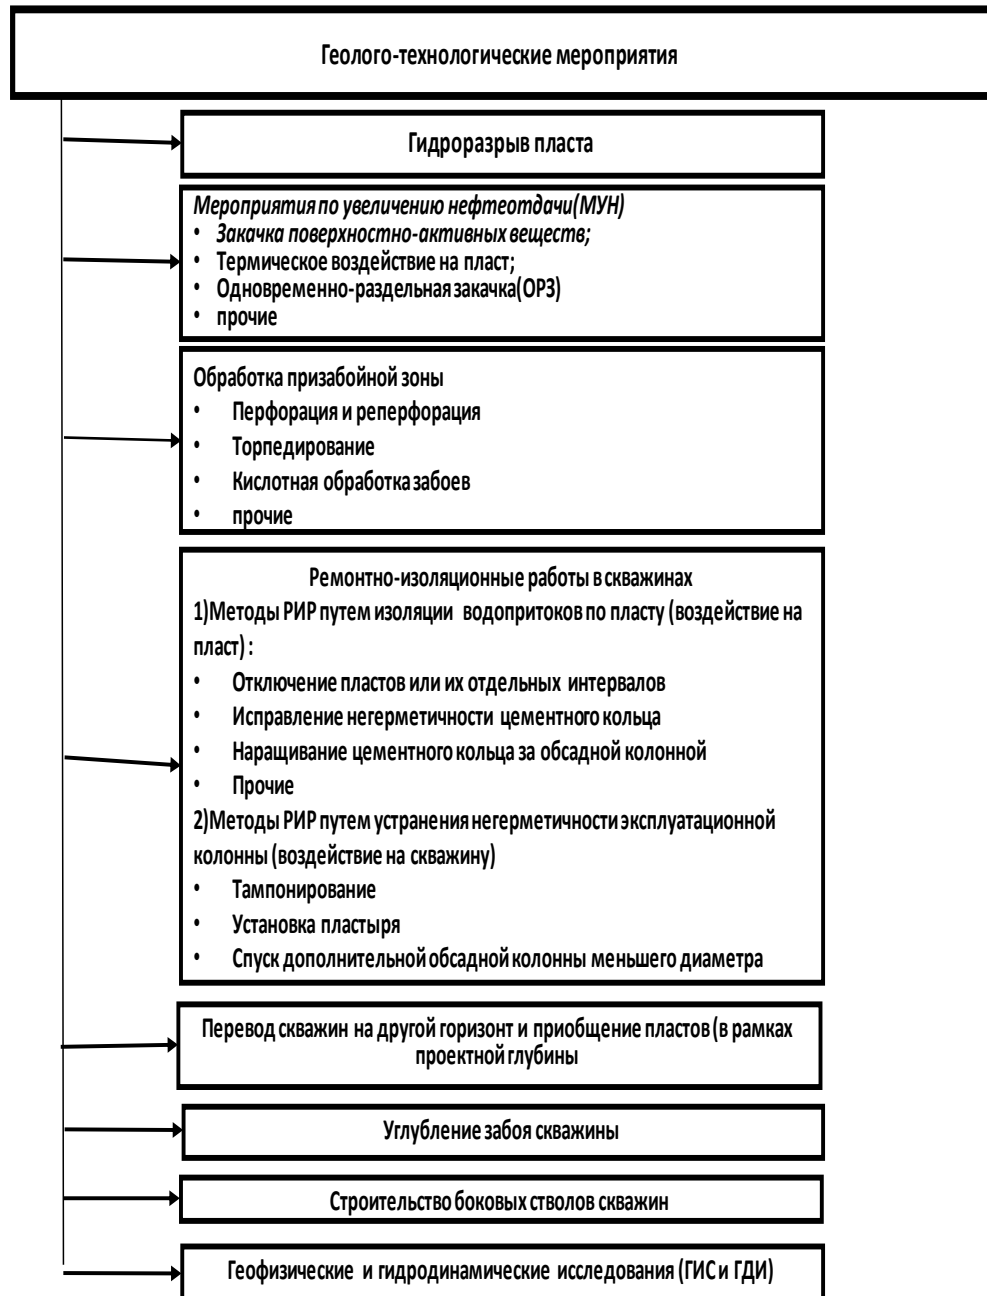 Геолого-технологические мероприятия
Гидроразрыв пласта
Мероприятия по увеличению нефтеотдачи(МУН)
• Закачка поверхностно-активных веществ;
• Термическое воздействие на пласт;
• Одновременно-раздельная закачка(ОРЗ)
• прочие
Обработка призабойной зоны
• Перфорация и реперфорация
• Торпедирование
• Кислотная обработка забоев
• прочие
Ремонтно-изоляционные работы в скважинах
1)Методы РИР путем изоляции водопритоков по пласту (воздействие на
пласт) :
• Отключение пластов или их отдельных интервалов
• Исправление негерметичности цементного кольца
• Наращивание цементного кольца за обсадной колонной
• Прочие
2)Методы РИР путем устранения негерметичности эксплуатационной
колонны (воздействие на скважину)
• Тампонирование
• Установка пластыря
• Спуск дополнительной обсадной колонны меньшего диаметра
Перевод скважин на другой горизонт и приобщение пластов (в рамках
проектной глубины
Углубление забоя скважины
Строительство боковых стволов скважин
Геофизические и гидродинамические исследования (ГИС и ГДИ)